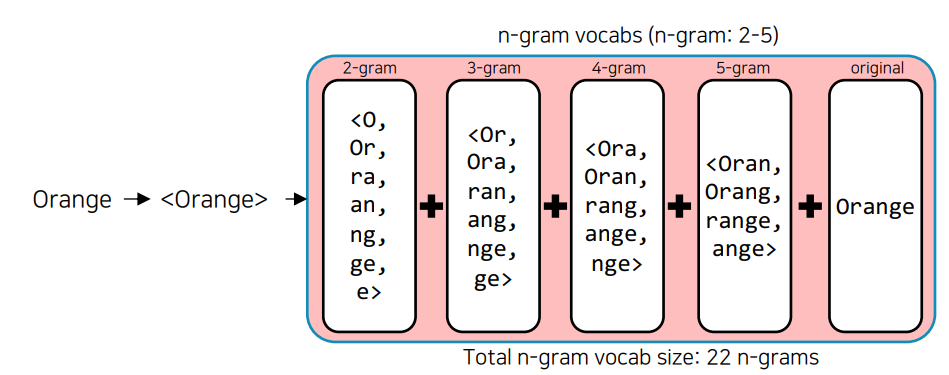 n-gram vocabs (n-gram: 2-5)
2-gram 3-gram 4-gram 5-gram original
Orange → <Orange> →
<O,
Or,
ra,
an,
ng,
ge,
e>
+
<Or,
Ora,
ran,
ang,
nge,
ge>
+
<Ora,
Oran,
rang,
ange,
nge>
+
<Oran,
Orang,
range,
ange>
+
Orange
Total n-gram vocab size: 22 n-grams